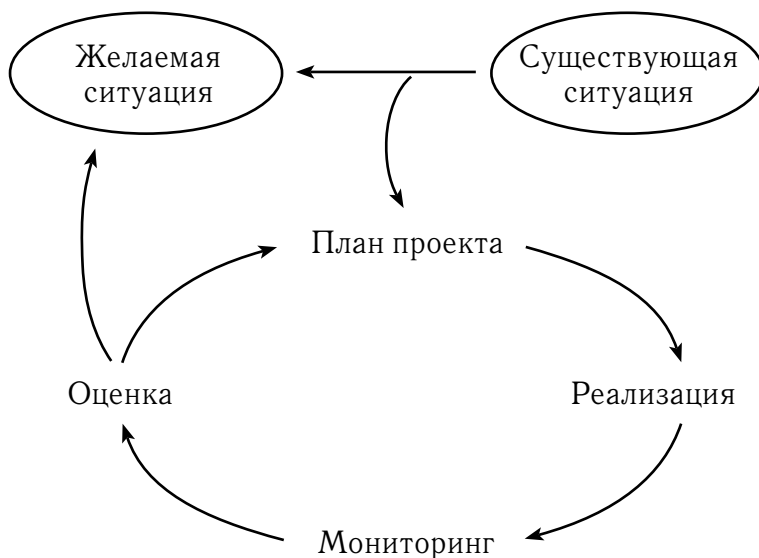 Желаемая
ситуация
Существующая
ситуация
План проекта
Оценка
Реализация
Мониторинг